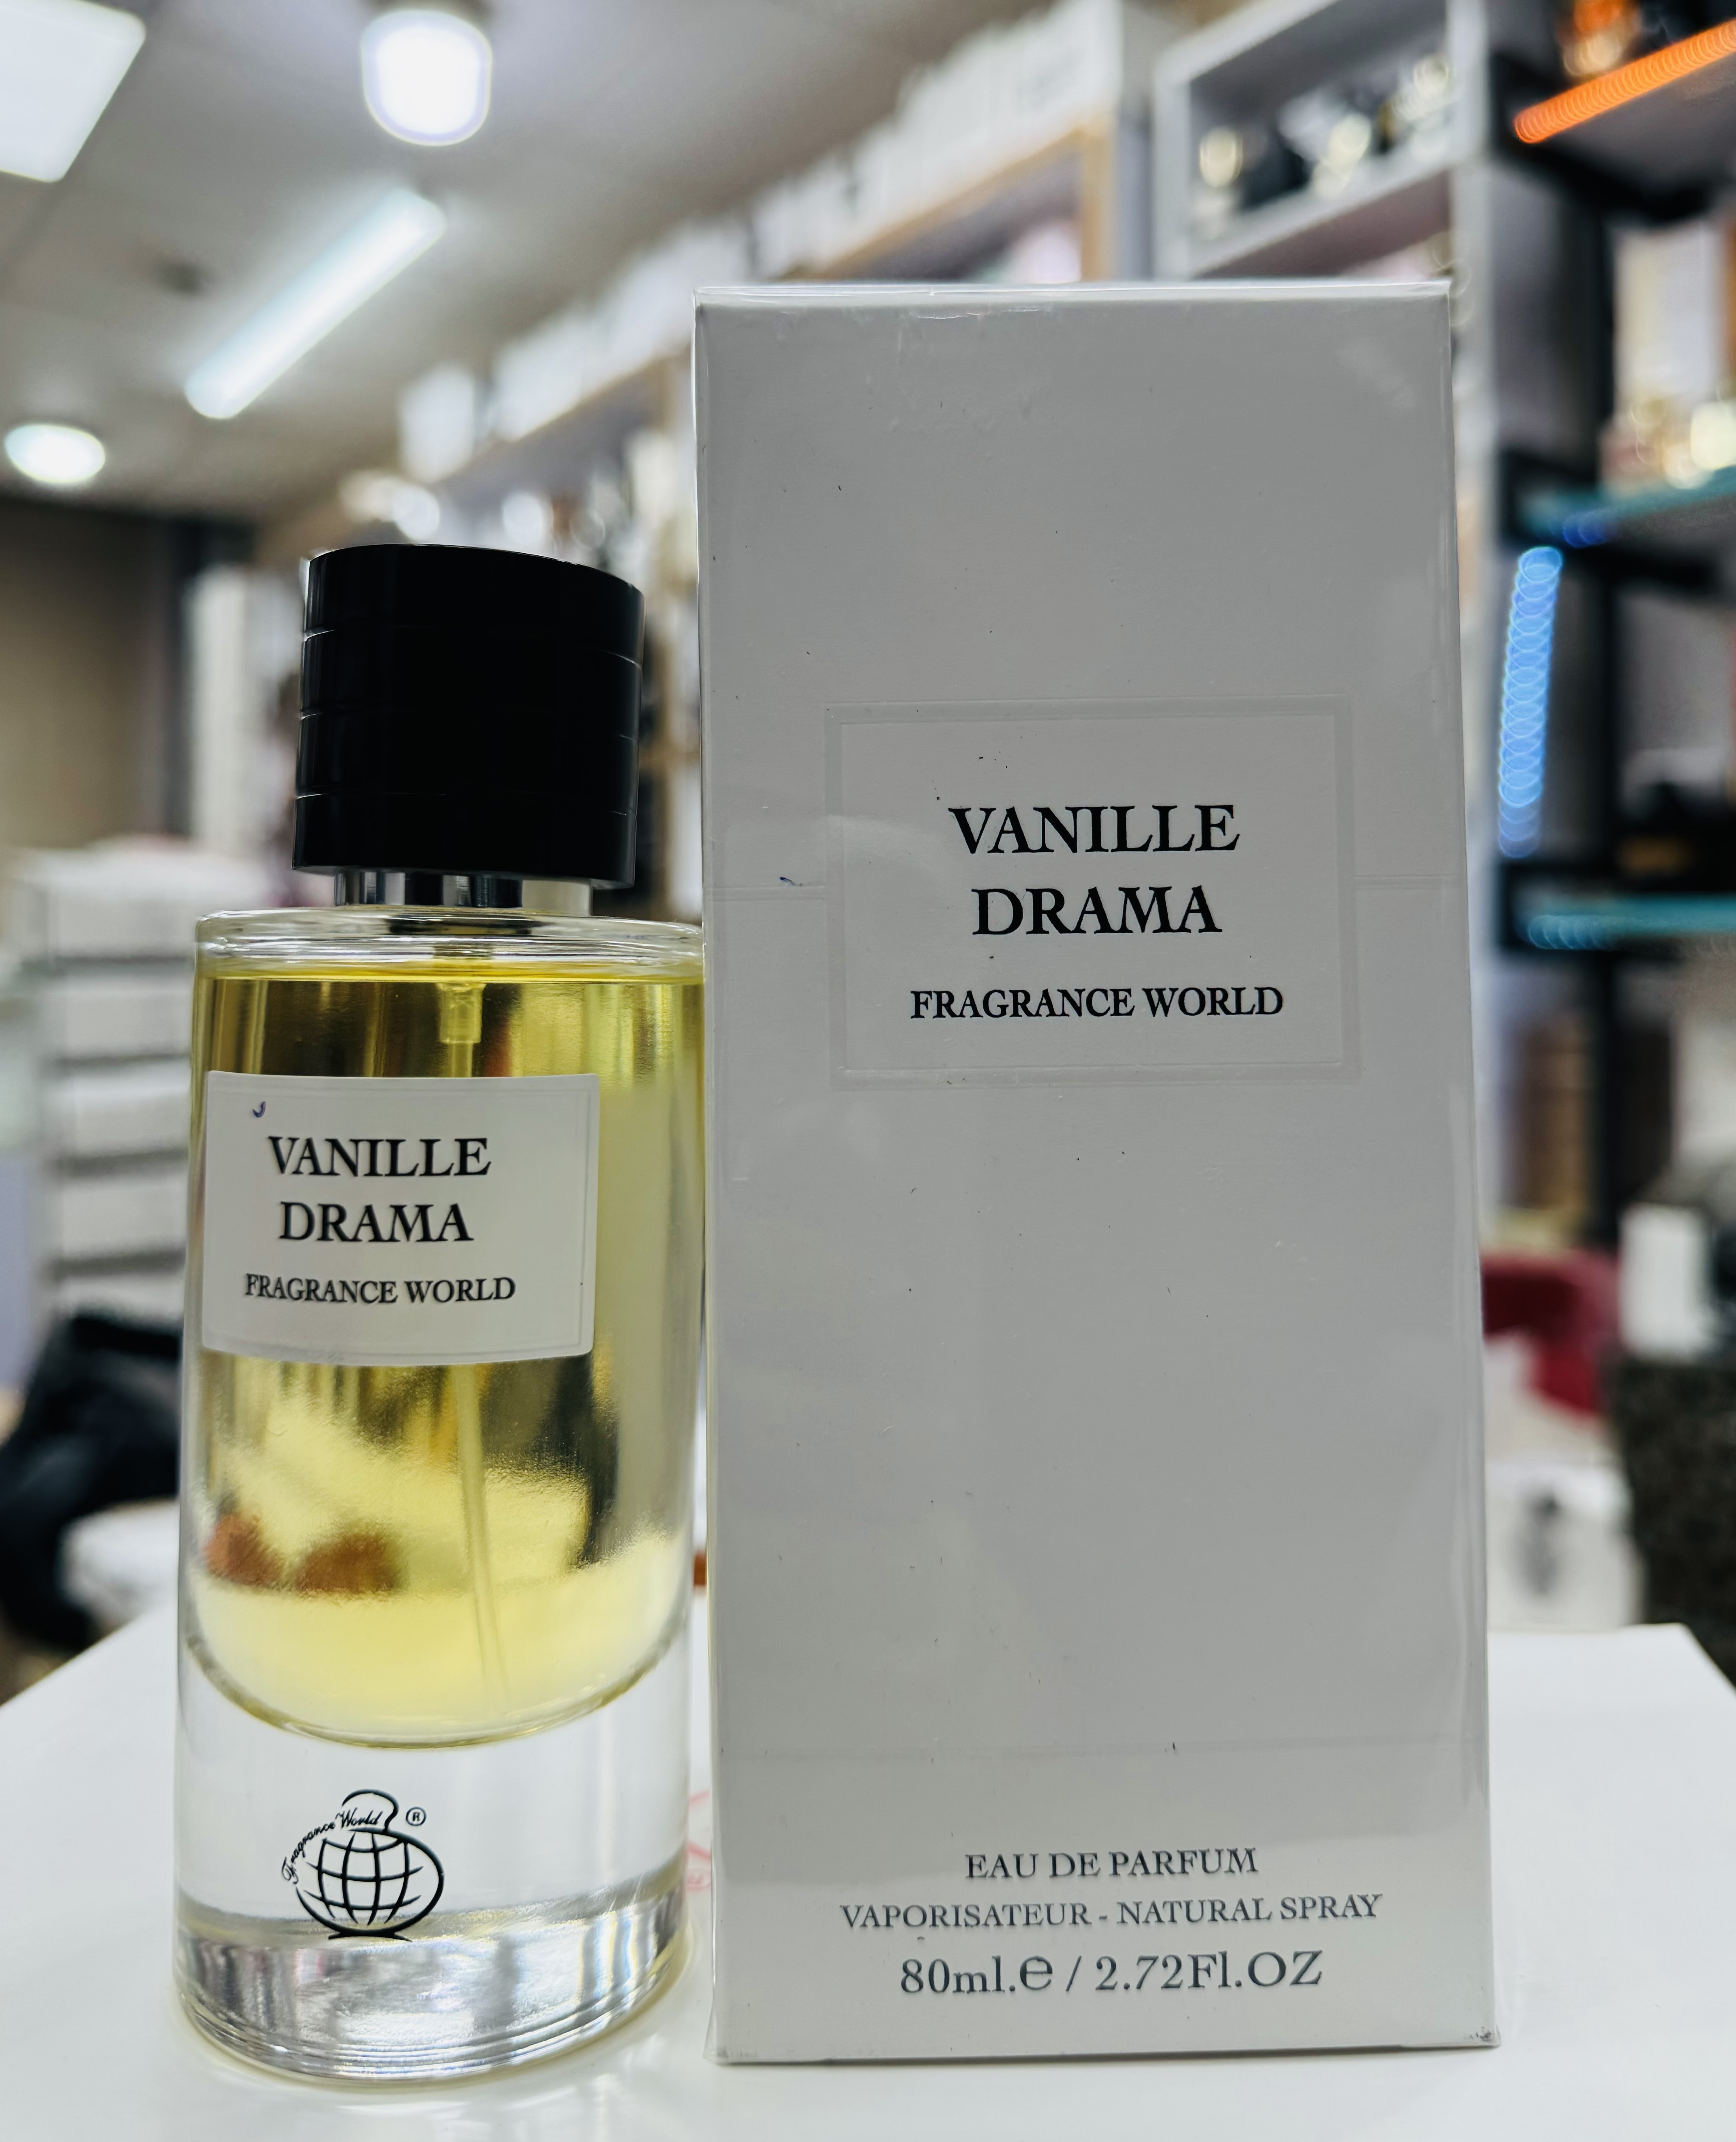 VANILLE
DRAMA
FRAGRANCE WORLD
Fragrance World ®
VANILLE
DRAMA
FRAGRANCE WORLD
EAU DE PARFUM
VAPORISATEUR - NATURAL SPRAY
80ml.℮ / 2.72Fl.OZ